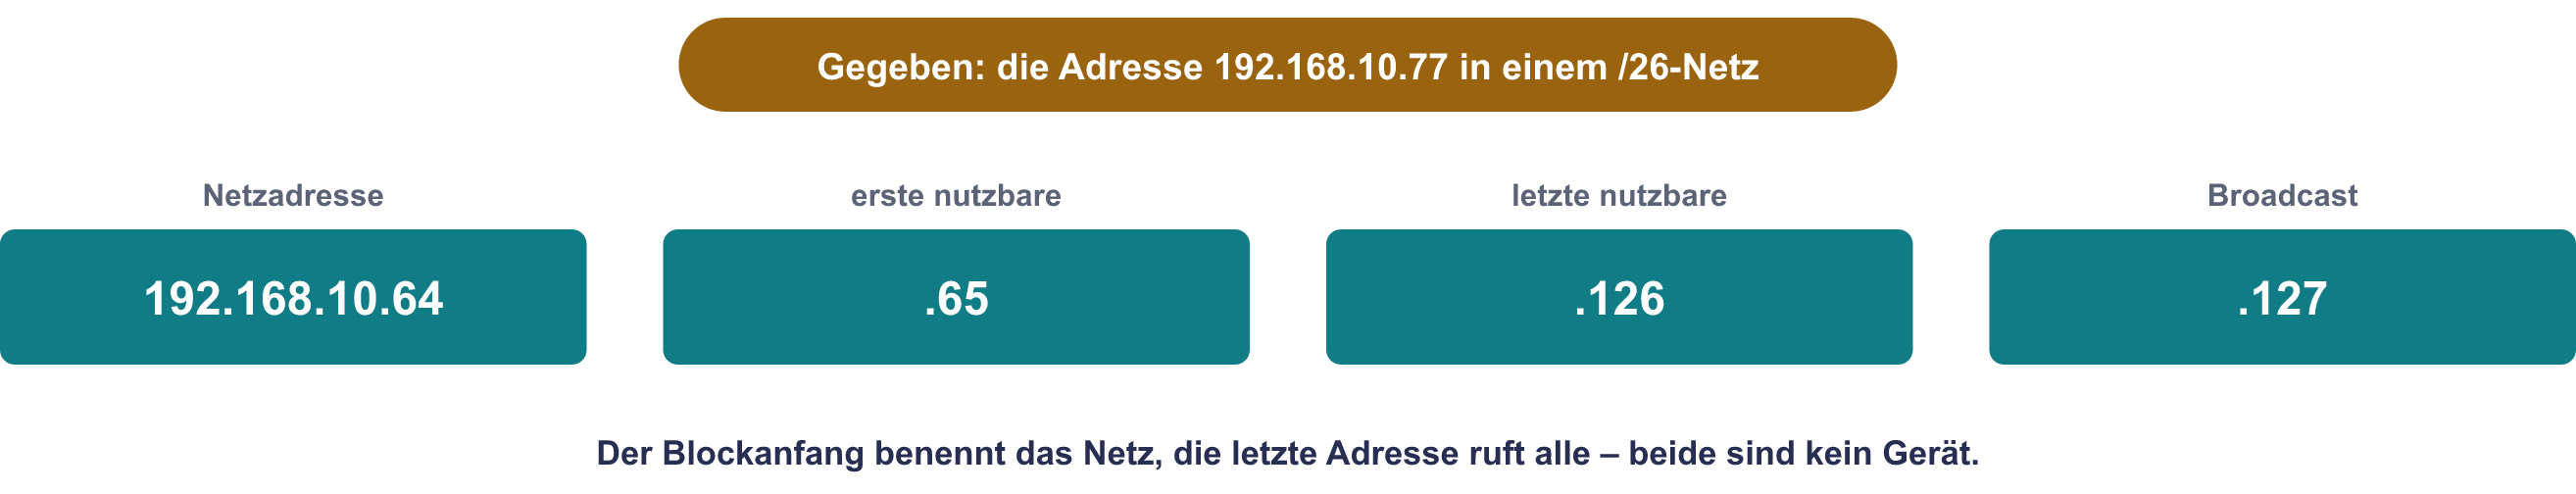 Gegeben: die Adresse 192.168.10.77 in einem /26-Netz
Netzadresse
erste nutzbare
letzte nutzbare
Broadcast
192.168.10.64
.65
.126
.127
Der Blockanfang benennt das Netz, die letzte Adresse ruft alle – beide sind kein Gerät.